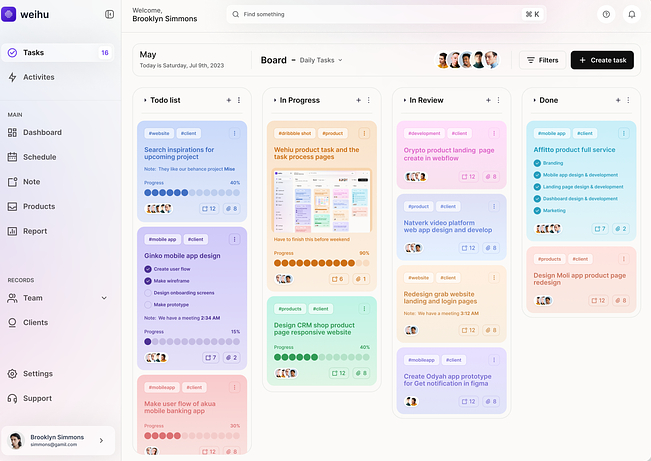 weihu
Welcome,
Brooklyn Simmons
Find something
⌘ K
Tasks
16
Activites
MAIN
Dashboard
Schedule
Note
Products
Report
RECORDS
Team
Clients
Settings
Support
Brooklyn Simmons
simmons@gamil.com
May
Today is Saturday, Jul 9th, 2023
Board – Daily Tasks
Filters
+ Create task
Todo list
#website #client
Search inspirations for
upcoming project
Note: They like our behance project Mise
Progress 40%
12 8
#mobile app #client
Ginko mobile app design
Create user flow
Make wireframe
Design onboarding screens
Make prototype
Note: We have a meeting 2:34 AM
Progress 15%
7 2
#mobileapp #client
Make user flow of akua
mobile banking app
Progress 30%
12 8
In Progress
#dribbble shot #product
Wehiu product task and the
task process pages
Have to finish this before weekend
Progress 90%
6 1
#products #client
Design CRM shop product
page responsive website
Progress 40%
12 8
In Review
#development #client
Orypto product landing page
create in webflow
12 8
#product #client
Natverk video platform
web app design and develop
12 8
#website #client
Redesign grab website
landing and login pages
Note: We have a meeting 3:12 AM
12 8
#mobileapp #client
Create Odyah app prototype
for Get notification in figma
12 8
Done
#mobile app #client
Affitto product full service
Branding
Mobile app design & development
Landing page design & development
Dashboard design & development
Marketing
7 2
#products #client
Design Moli app product page
redesign
12 8